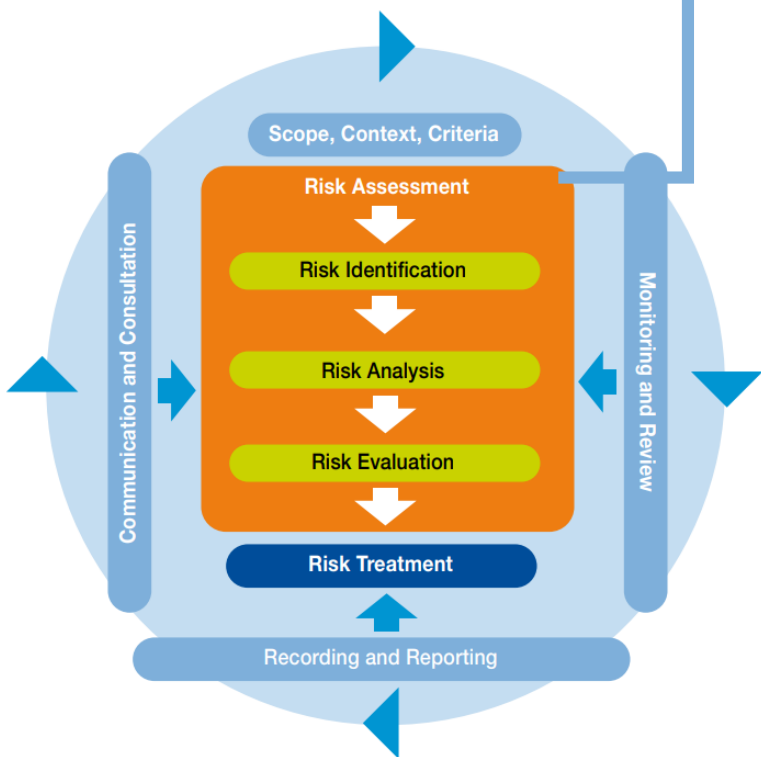 Scope, Context, Criteria
Risk Assessment
Risk Identification
Risk Analysis
Risk Evaluation
Risk Treatment
Recording and Reporting
Communication and Consultation
Monitoring and Review